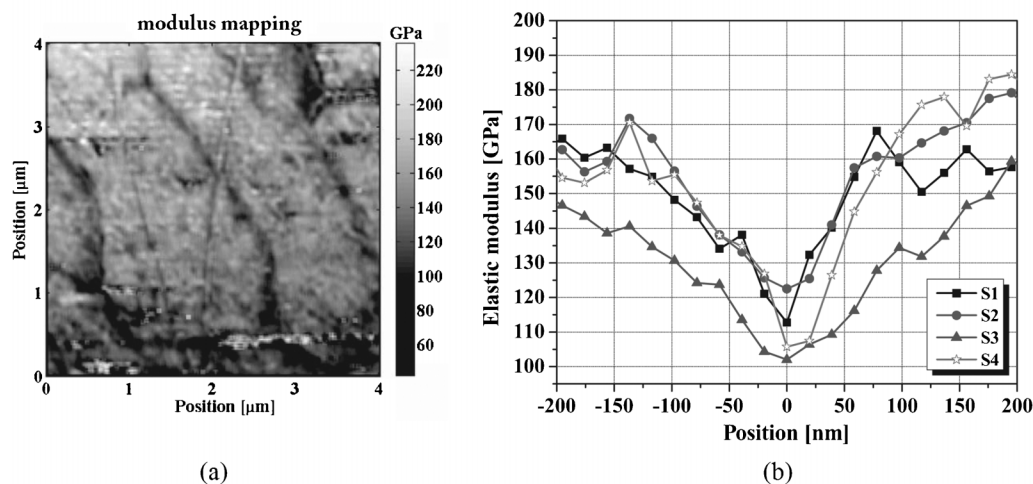 modulus mapping
GPa
4
3
2
1
0
Position [μm]
0 1 2 3 4
Position [μm]
220
200
180
160
140
120
100
80
60
(a)
200
190
180
170
160
150
140
130
120
110
100
Elastic modulus [GPa]
-200 -150 -100 -50 0 50 100 150 200
Position [nm]
S1
S2
S3
S4
(b)